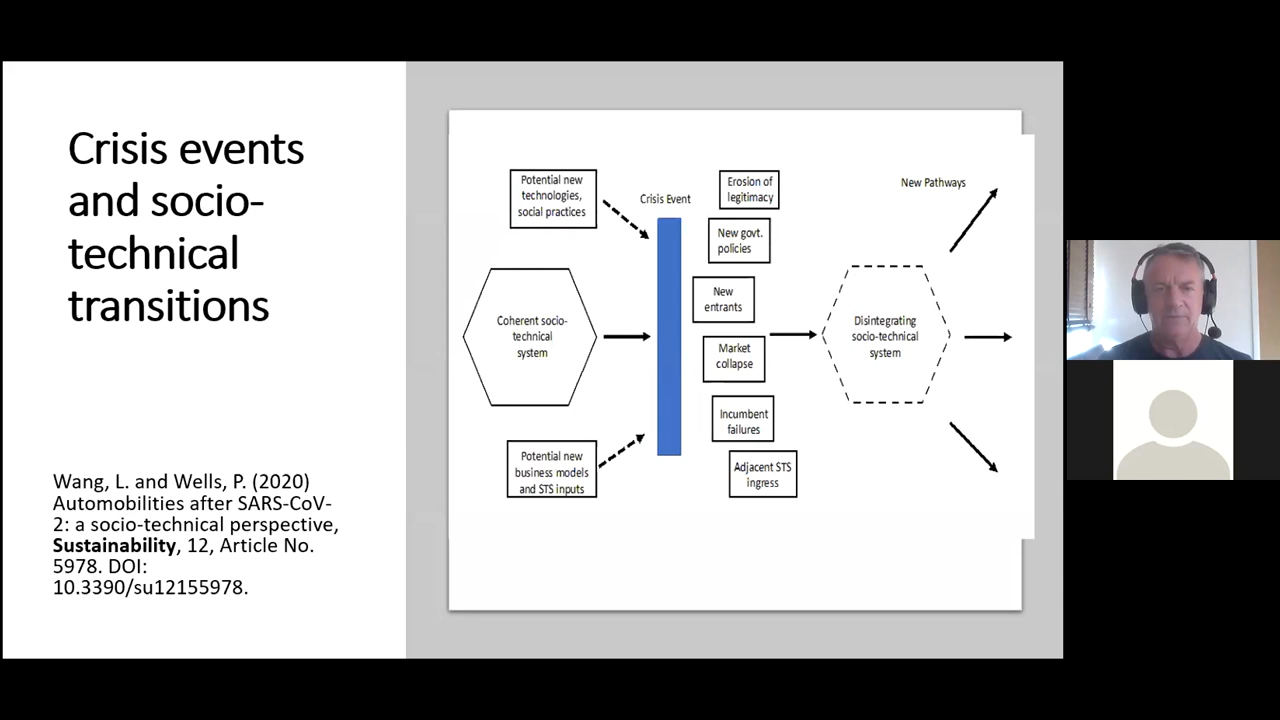 Crisis events
and socio-
technical
transitions
Wang, L. and Wells, P. (2020)
Automobilities after SARS-CoV-
2: a socio-technical perspective,
Sustainability, 12, Article No.
5978. DOI:
10.3390/su12155978.
Potential new
technologies,
social practices
Coherent socio-
technical
system
Potential new
business models
and STS inputs
Crisis Event
Erosion of
legitimacy
New govt.
policies
New
entrants
Market
collapse
Incumbent
failures
Adjacent STS
ingress
Disintegrating
socio-technical
system
New Pathways